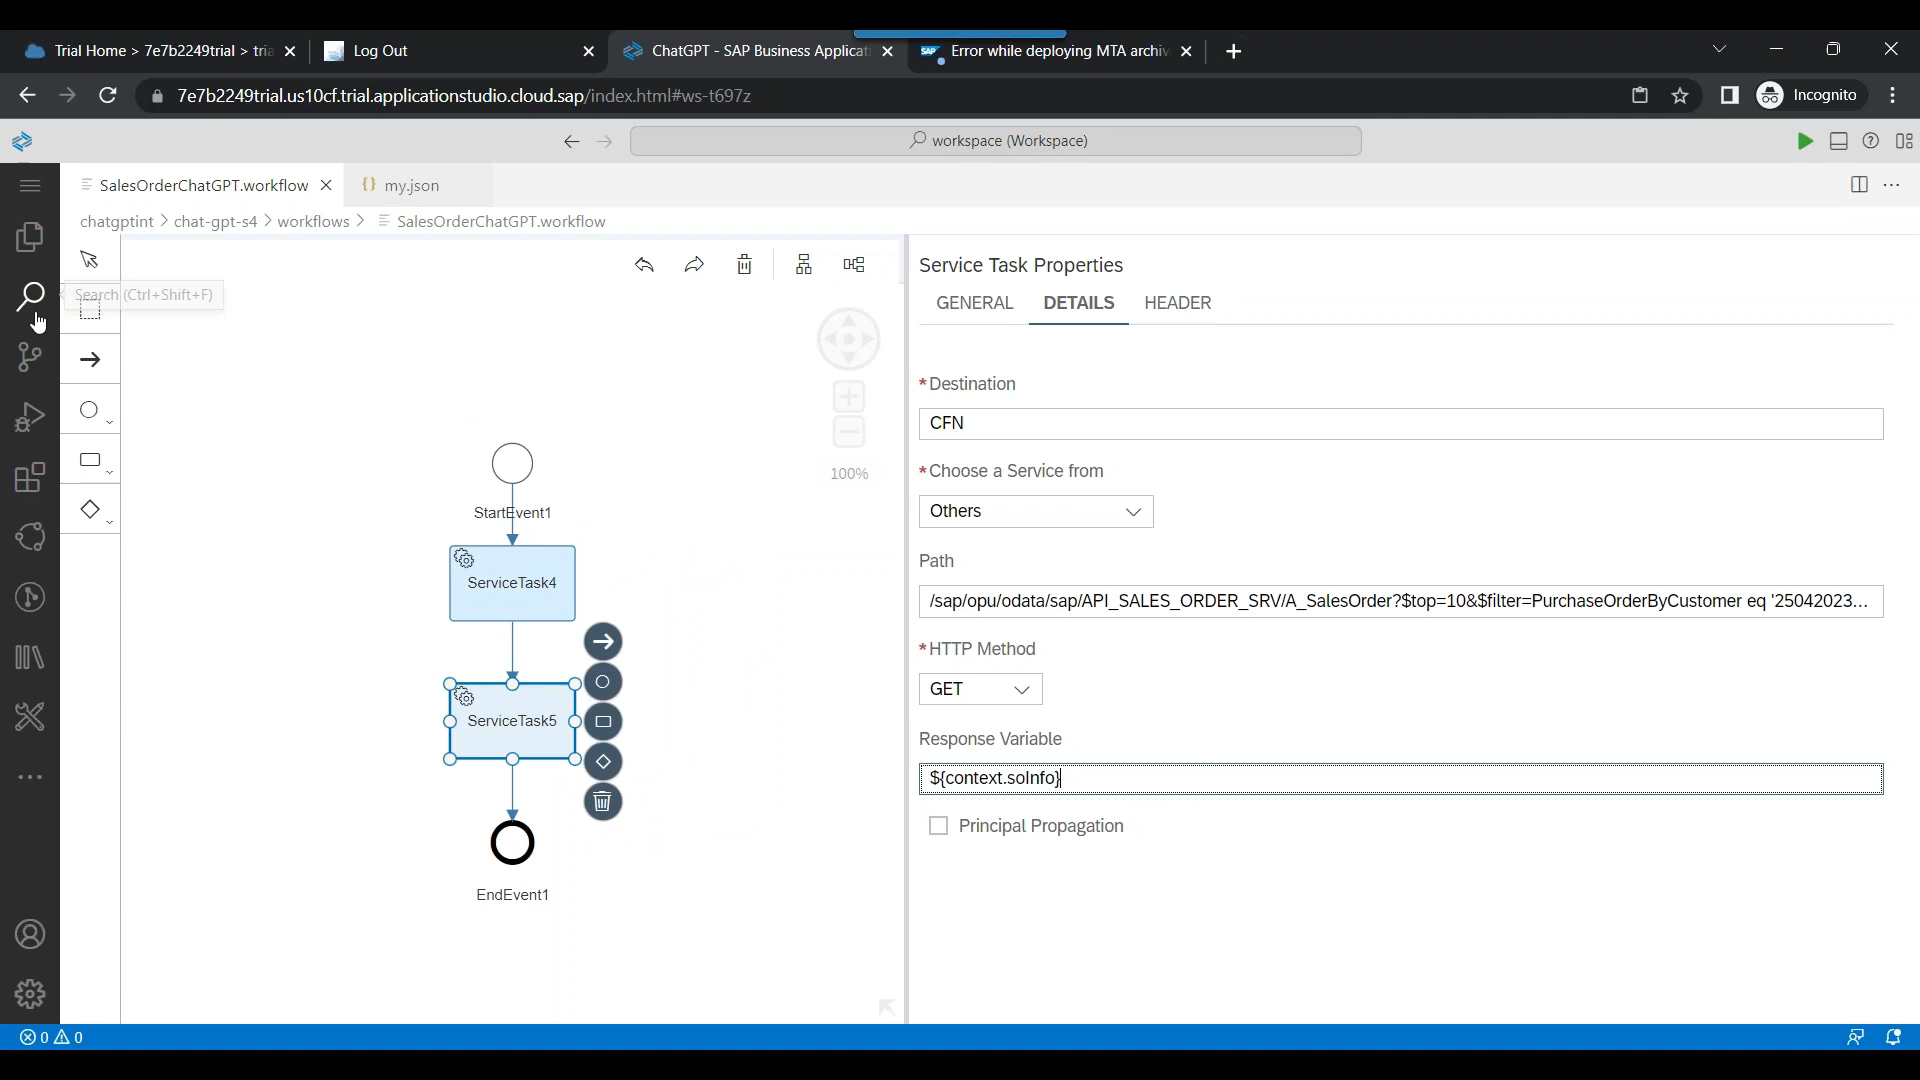 Trial Home > 7e7b2249trial > tria
Log Out
ChatGPT - SAP Business Applicat
SAP
Error while deploying MTA archiv
7e7b2249trial.us10cf.trial.applicationstudio.cloud.sap/index.html#ws-t697z
Incognito
workspace (Workspace)
SalesOrderChatGPT.workflow
{} my.json
chatgptint > chat-gpt-s4 > workflows > SalesOrderChatGPT.workflow
Search (Ctrl+Shift+F)
100%
StartEvent1
ServiceTask4
ServiceTask5
EndEvent1
Service Task Properties
GENERAL DETAILS HEADER
*Destination
CFN
*Choose a Service from
Others
Path
/sap/opu/odata/sap/API_SALES_ORDER_SRV/A_SalesOrder?$top=10&$filter=PurchaseOrderByCustomer eq '25042023...
*HTTP Method
GET
Response Variable
${context.soInfo}
Principal Propagation
0 0